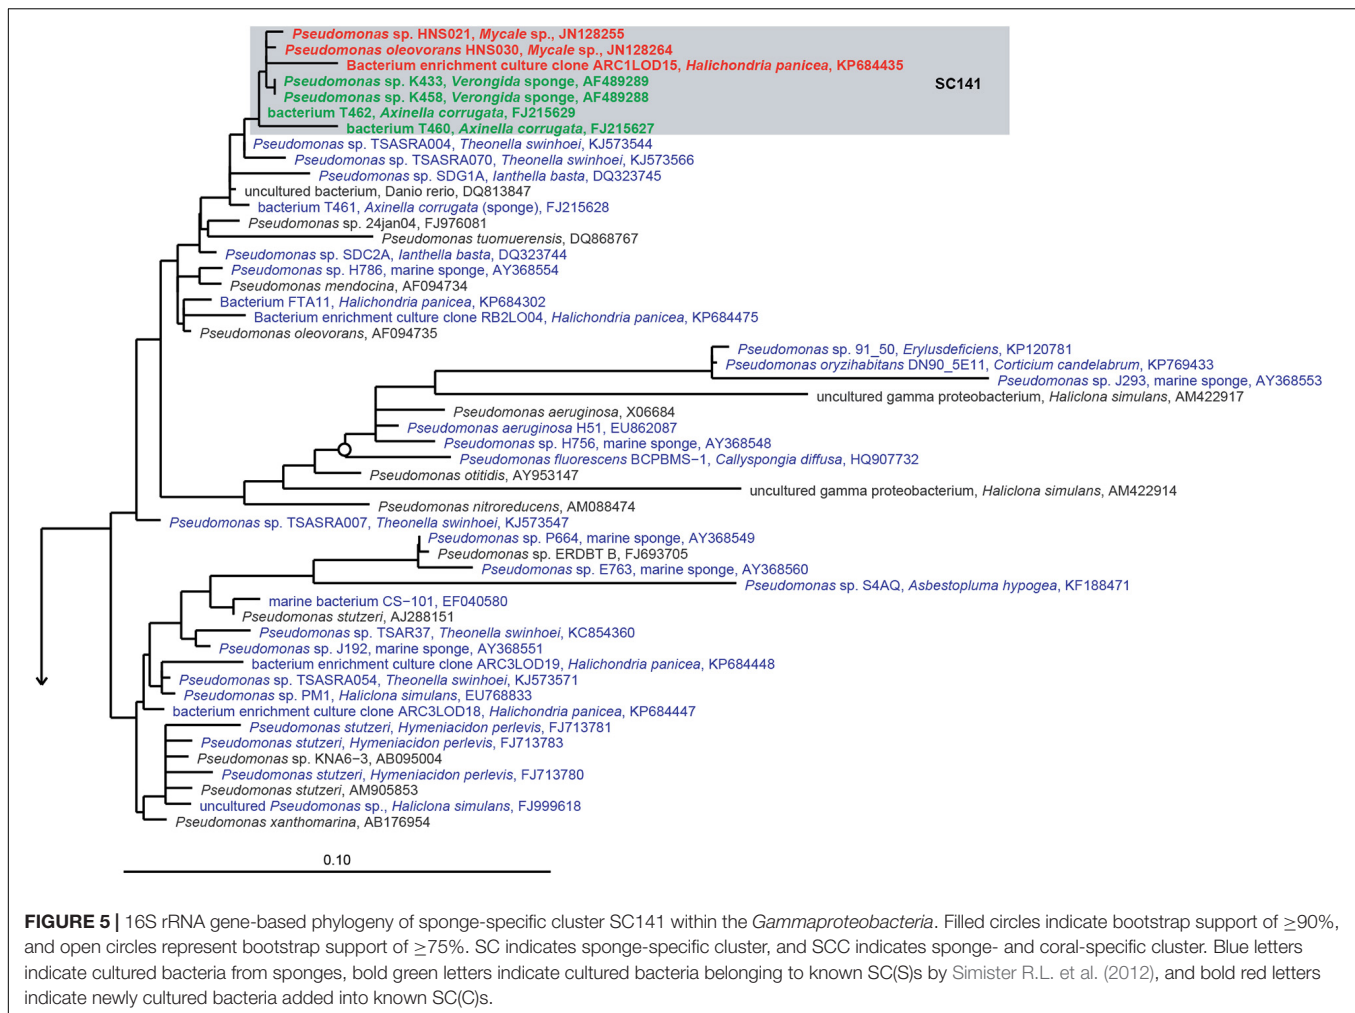 Pseudomonas sp. HNS021, Mycale sp., JN128255
Pseudomonas oleovorans HNS030, Mycale sp., JN128264
Bacterium enrichment culture clone ARC1LOD15, Halichondria panicea, KP684435
Pseudomonas sp. K433, Verongida sponge, AF489289
SC141
Pseudomonas sp. K458, Verongida sponge, AF489288
bacterium T462, Axinella corrugata, FJ215629
bacterium T460, Axinella corrugata, FJ215627
Pseudomonas sp. TSASRA004, Theonella swinhoei, KJ573544
Pseudomonas sp. TSASRA070, Theonella swinhoei, KJ573566
Pseudomonas sp. SDG1A, Ianthella basta, DQ323745
uncultured bacterium, Danio rerio, DQ813847
bacterium T461, Axinella corrugata (sponge), FJ215628
Pseudomonas sp. 24jan04, FJ976081
Pseudomonas tuomuerensis, DQ868767
Pseudomonas sp. SDC2A, Ianthella basta, DQ323744
Pseudomonas sp. H786, marine sponge, AY368554
Pseudomonas mendocina, AF094734
Bacterium FTA11, Halichondria panicea, KP684302
Bacterium enrichment culture clone RB2LO04, Halichondria panicea, KP684475
Pseudomonas oleovorans, AF094735
Pseudomonas sp. 91_50, Erylusdeficiens, KP120781
Pseudomonas oryzihabitans DN90_5E11, Corticium candelabrum, KP769433
Pseudomonas sp. J293, marine sponge, AY368553
uncultured gamma proteobacterium, Haliclona simulans, AM422917
Pseudomonas aeruginosa, X06684
Pseudomonas aeruginosa H51, EU862087
Pseudomonas sp. H756, marine sponge, AY368548
Pseudomonas fluorescens BCPBMS−1, Callyspongia diffusa, HQ907732
Pseudomonas otitidis, AY953147
uncultured gamma proteobacterium, Haliclona simulans, AM422914
Pseudomonas nitroreducens, AM088474
Pseudomonas sp. TSASRA007, Theonella swinhoei, KJ573547
Pseudomonas sp. P664, marine sponge, AY368549
Pseudomonas sp. ERDBT B, FJ693705
Pseudomonas sp. E763, marine sponge, AY368560
Pseudomonas sp. S4AQ, Asbestopluma hypogea, KF188471
marine bacterium CS−101, EF040580
Pseudomonas stutzeri, AJ288151
Pseudomonas sp. TSAR37, Theonella swinhoei, KC854360
Pseudomonas sp. J192, marine sponge, AY368551
bacterium enrichment culture clone ARC3LOD19, Halichondria panicea, KP684448
Pseudomonas sp. TSASRA054, Theonella swinhoei, KJ573571
Pseudomonas sp. PM1, Haliclona simulans, EU768833
bacterium enrichment culture clone ARC3LOD18, Halichondria panicea, KP684447
Pseudomonas stutzeri, Hymeniacidon perlevis, FJ713781
Pseudomonas stutzeri, Hymeniacidon perlevis, FJ713783
Pseudomonas sp. KNA6−3, AB095004
Pseudomonas stutzeri, Hymeniacidon perlevis, FJ713780
Pseudomonas stutzeri, AM905853
uncultured Pseudomonas sp., Haliclona simulans, FJ999618
Pseudomonas xanthomarina, AB176954
0.10
FIGURE 5 | 16S rRNA gene-based phylogeny of sponge-specific cluster SC141 within the Gammaproteobacteria. Filled circles indicate bootstrap support of ≥90%,
and open circles represent bootstrap support of ≥75%. SC indicates sponge-specific cluster, and SCC indicates sponge- and coral-specific cluster. Blue letters
indicate cultured bacteria from sponges, bold green letters indicate cultured bacteria belonging to known SC(S)s by Simister R.L. et al. (2012), and bold red letters
indicate newly cultured bacteria added into known SC(C)s.